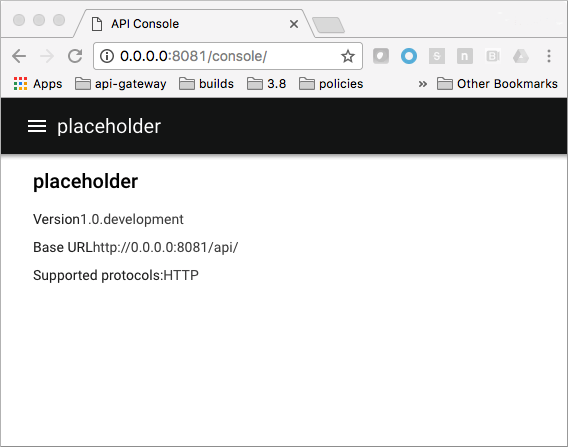 API Console
0.0.0.0:8081/console/
Apps api-gateway builds 3.8 policies » Other Bookmarks
placeholder
placeholder
Version1.0.development
Base URLhttp://0.0.0.0:8081/api/
Supported protocols:HTTP